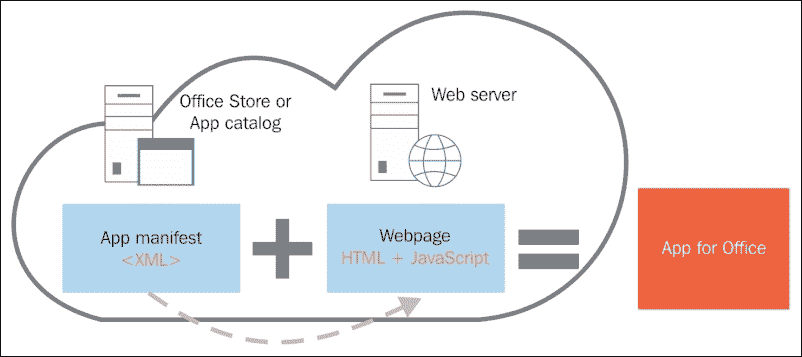 Office Store or
App catalog
Web server
App manifest
<XML>
Webpage
HTML + JavaScript
App for Office